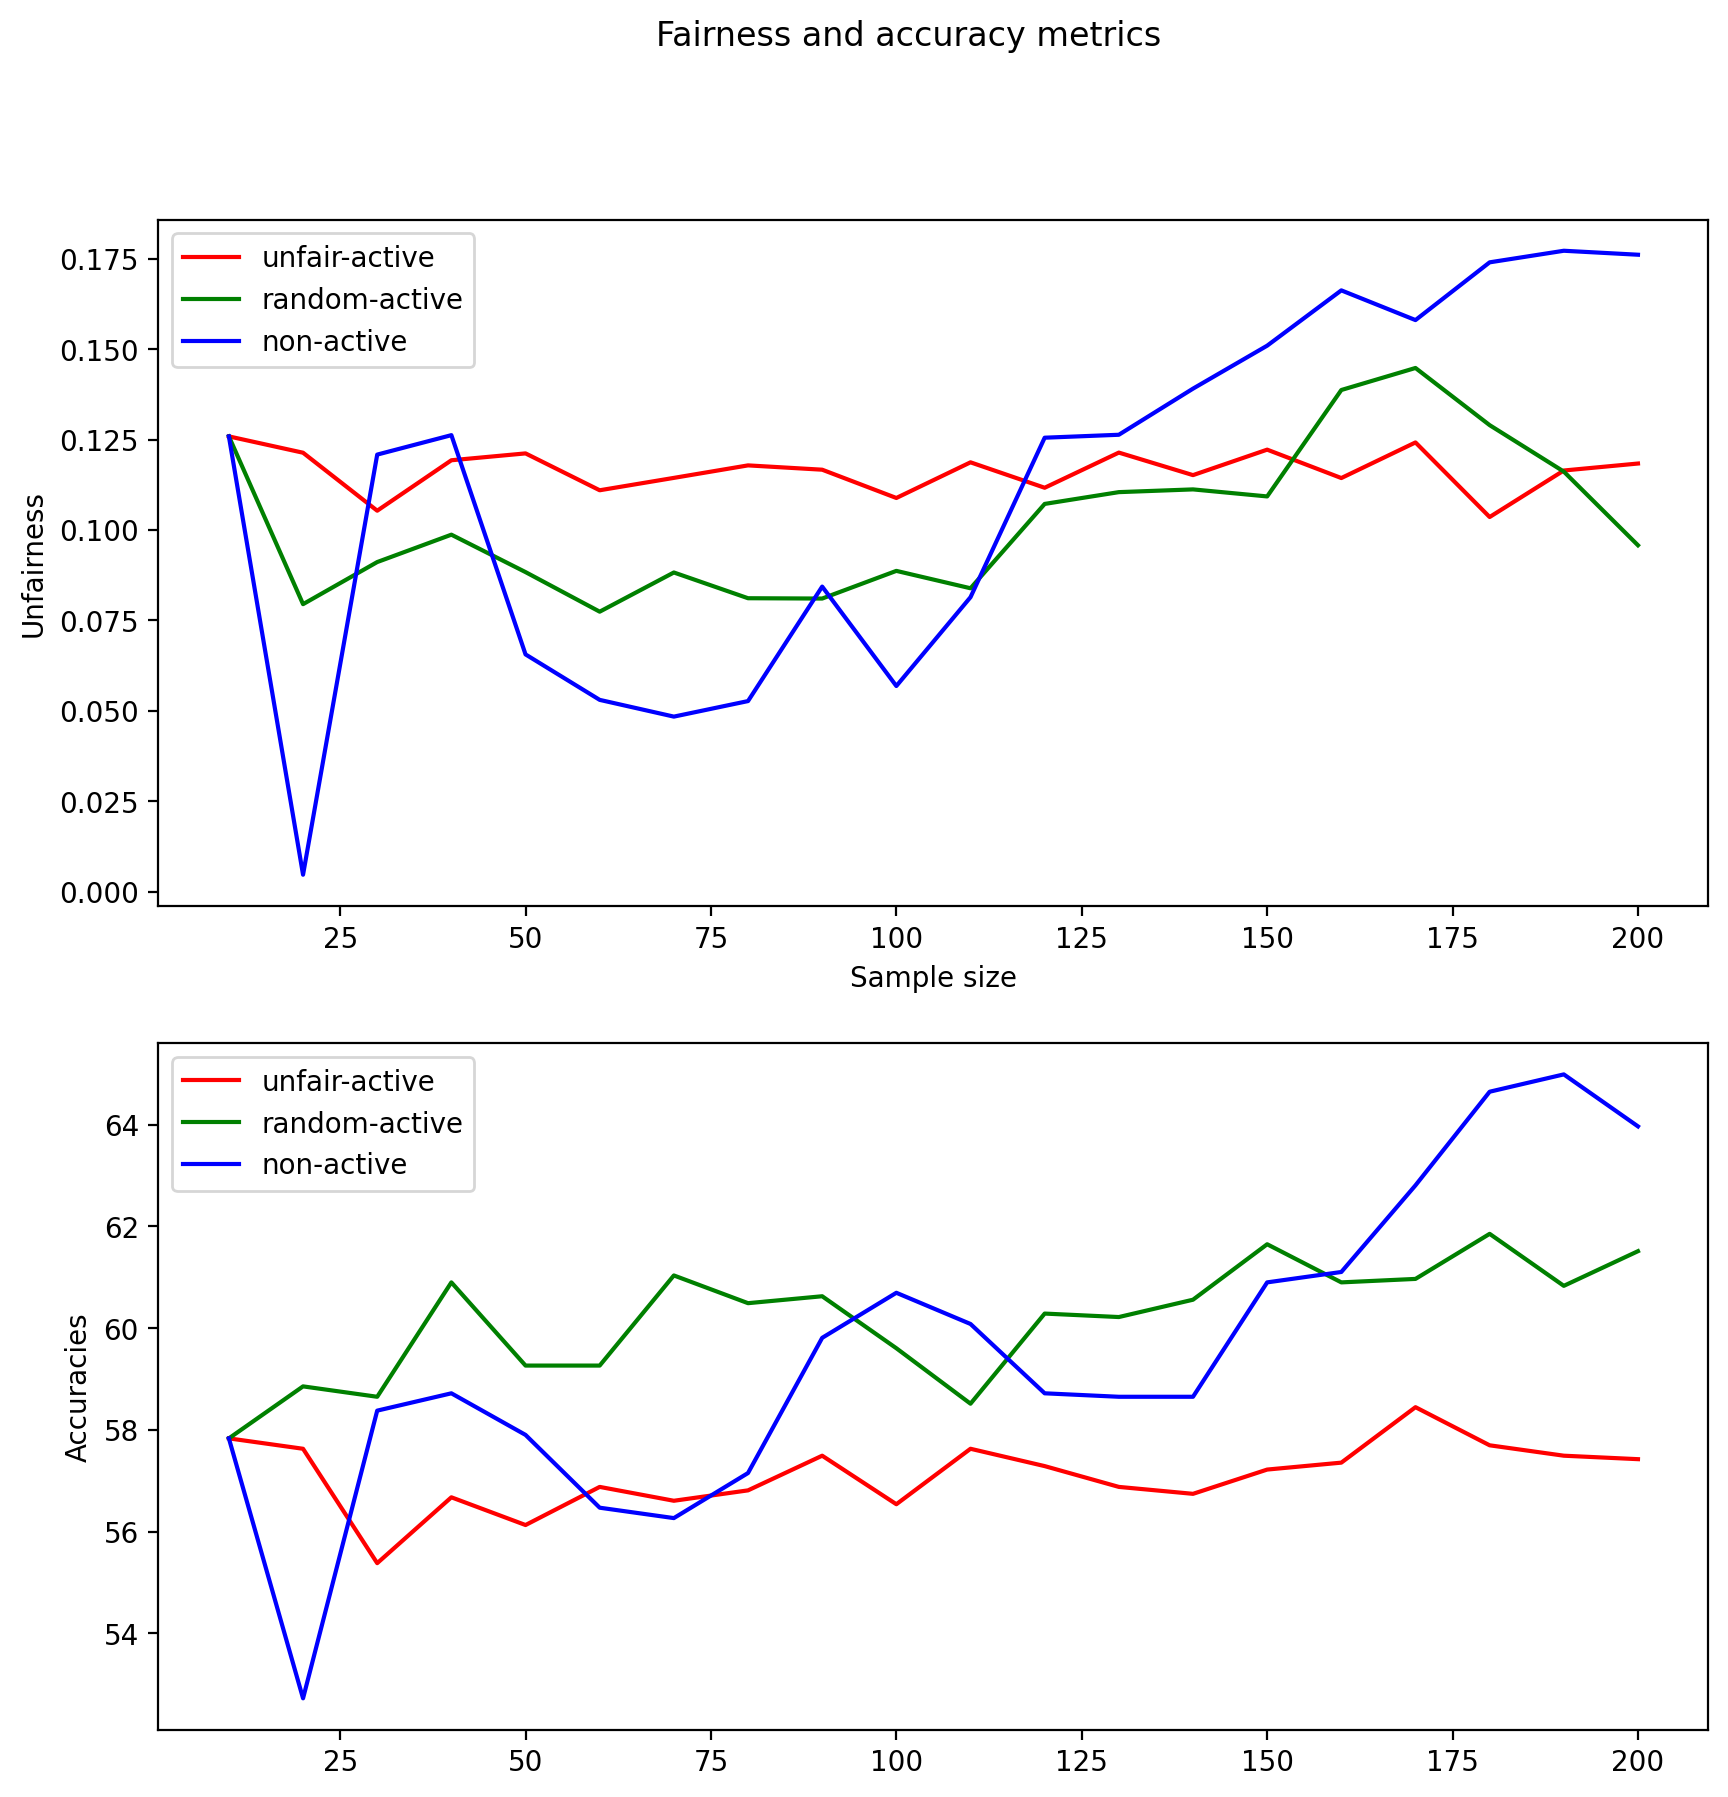 Fairness and accuracy metrics
unfair-active
random-active
non-active
0.175
0.150
0.125
0.100
0.075
0.050
0.025
0.000
Unfairness
25 50 75 100 125 150 175 200
Sample size
unfair-active
random-active
non-active
64
62
60
58
56
54
Accuracies
25 50 75 100 125 150 175 200